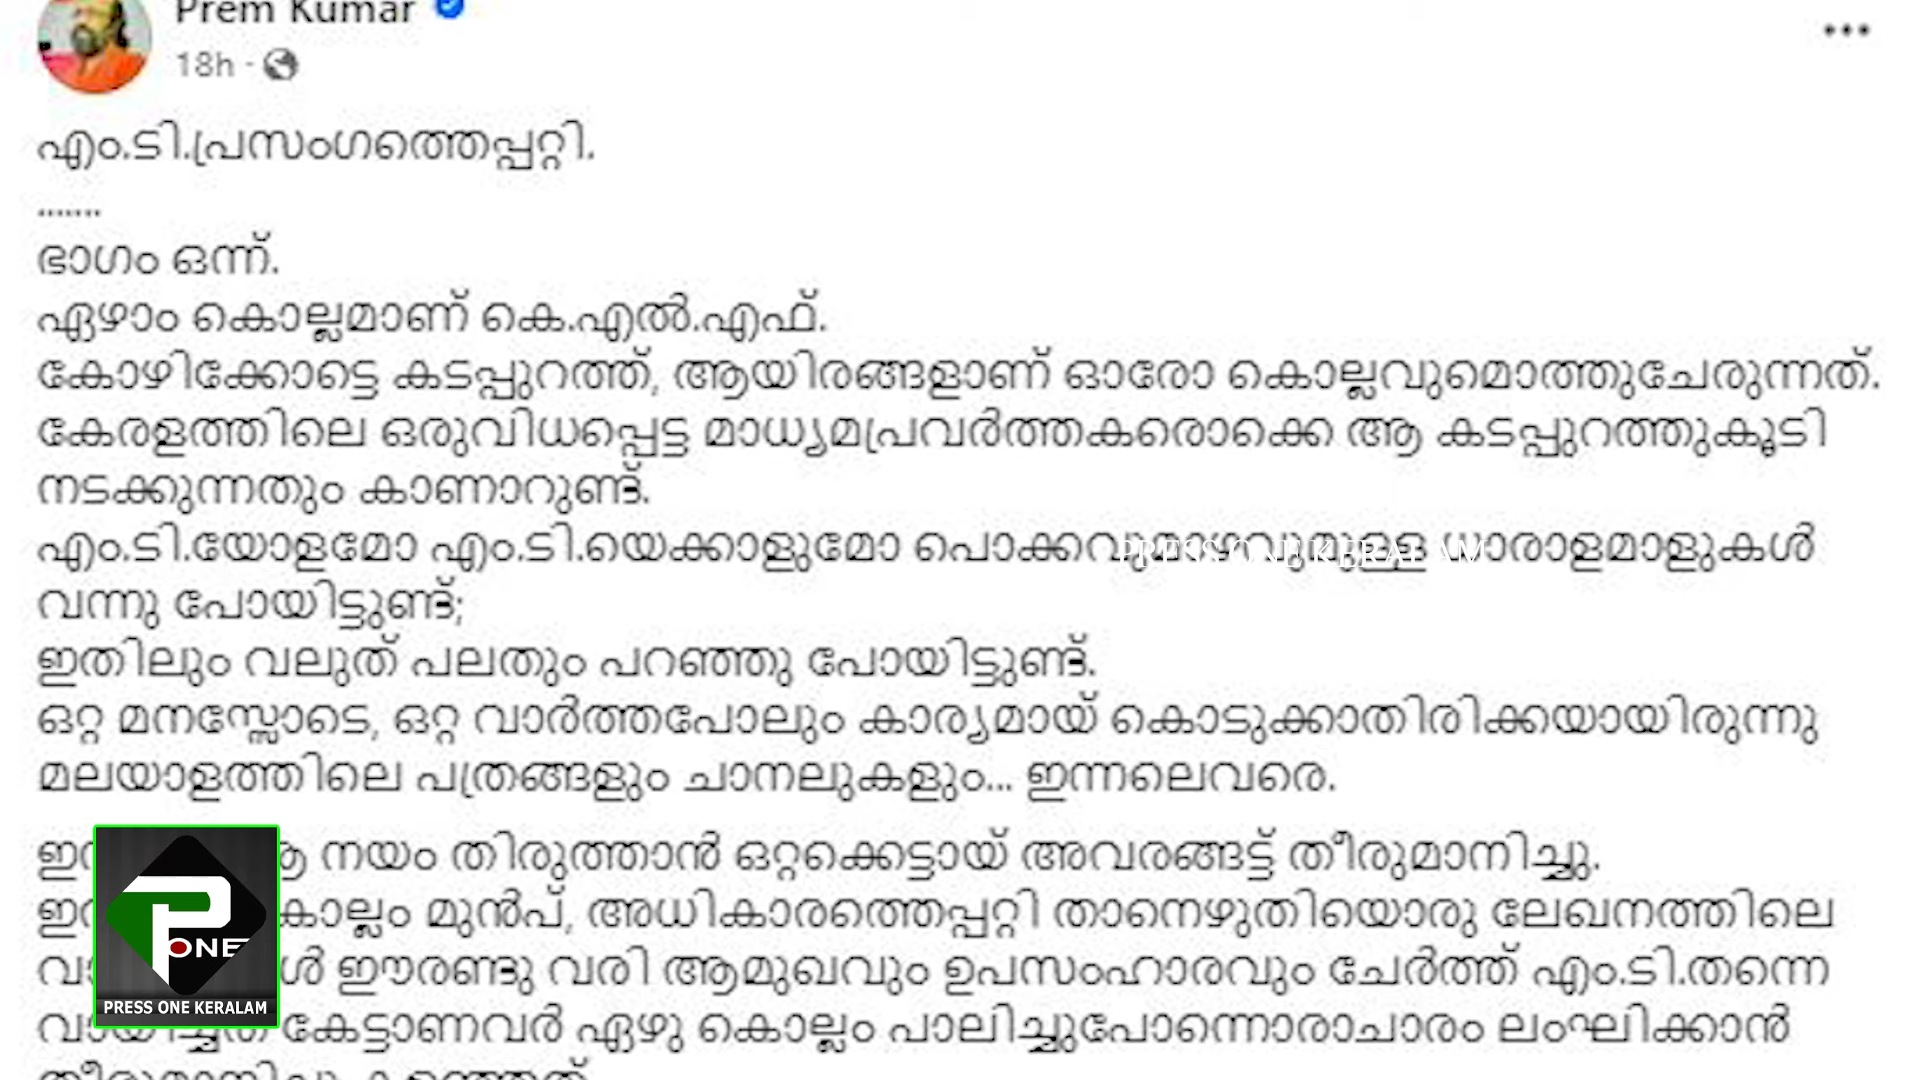 Prem Kumar
18h
എം.ടി.പ്രസംഗത്തെപ്പറ്റി.
.......
ഭാഗം ഒന്ന്.
ഏഴാം കൊല്ലമാണ് കെ.എൽ.എഫ്.
കോഴിക്കോട്ടെ കടപ്പുറത്ത്, ആയിരങ്ങളാണ് ഓരോ കൊല്ലവുമൊത്തുചേരുന്നത്.
കേരളത്തിലെ ഒരുവിധപ്പെട്ട മാധ്യമപ്രവർത്തകരൊക്കെ ആ കടപ്പുറത്തുകൂടി
നടക്കുന്നതും കാണാറുണ്ട്.
എം.ടി.യോളമോ എം.ടി.യെക്കാളുമോ ധാരാളമാളുകൾ
PRESS ONE KERALAM
വന്നു പോയിട്ടുണ്ട്;
ഇതിലും വലുത് പലതും പറഞ്ഞു പോയിട്ടുണ്ട്.
ഒറ്റ മനസ്സോടെ, ഒറ്റ വാർത്തപോലും കാര്യമായ് കൊടുക്കാതിരിക്കയായിരുന്നു
മലയാളത്തിലെ പത്രങ്ങളും ചാനലുകളും... ഇന്നലെവരെ.
നയം തിരുത്താൻ ഒറ്റക്കെട്ടായ് അവരങ്ങട്ട് തീരുമാനിച്ചു.
മുൻപ്, അധികാരത്തെപ്പറ്റി താനെഴുതിയൊരു ലേഖനത്തിലെ
ഈരണ്ടു വരി ആമുഖവും ഉപസംഹാരവും ചേർത്ത് എം.ടി.തന്നെ
കേട്ടാണവർ ഏഴു കൊല്ലം പാലിച്ചുപോന്നൊരാചാരം ലംഘിക്കാൻ
P ONE
PRESS ONE KERALAM